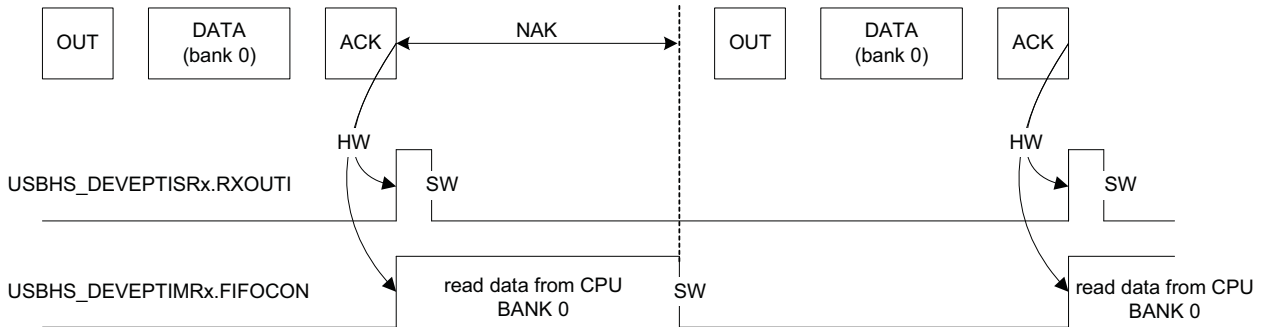 OUT DATA ACK NAK OUT DATA ACK
(bank 0) (bank 0)
HW HW
USBHS_DEVEPTISRx.RXOUTI SW SW
USBHS_DEVEPTIMRx.FIFOCON read data from CPU SW read data from CPU
BANK 0 BANK 0